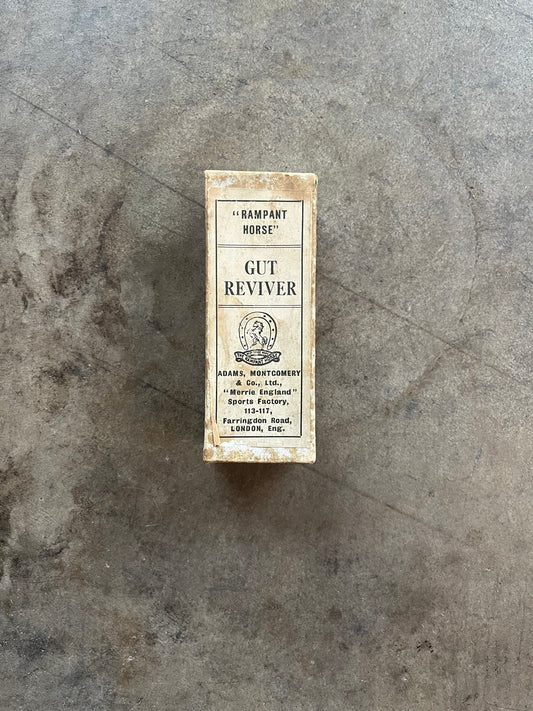 "RAMPANT
HORSE"
GUT
REVIVER
ADAMS, MONTGOMERY
& Co., Ltd.,
"Merrie England"
Sports Factory,
113-117,
Farringdon Road,
LONDON, Eng.